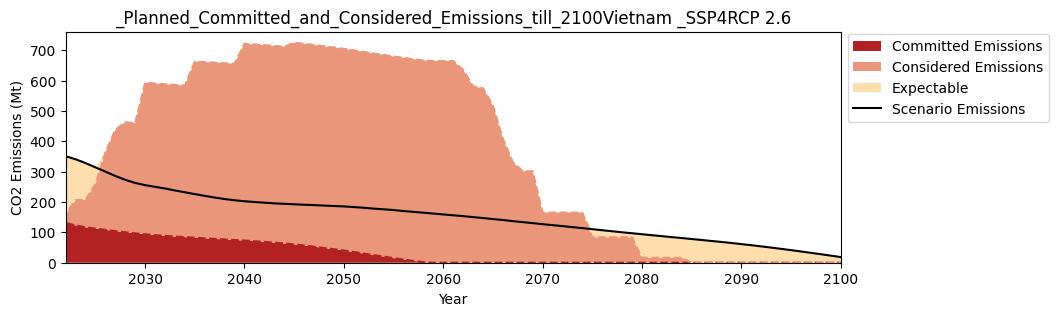 _Planned_Committed_and_Considered_Emissions_till_2100Vietnam _SSP4RCP 2.6
CO2 Emissions (Mt)
700
600
500
400
300
200
100
0
2030 2040 2050 2060 2070 2080 2090 2100
Year
Committed Emissions
Considered Emissions
Expectable
Scenario Emissions